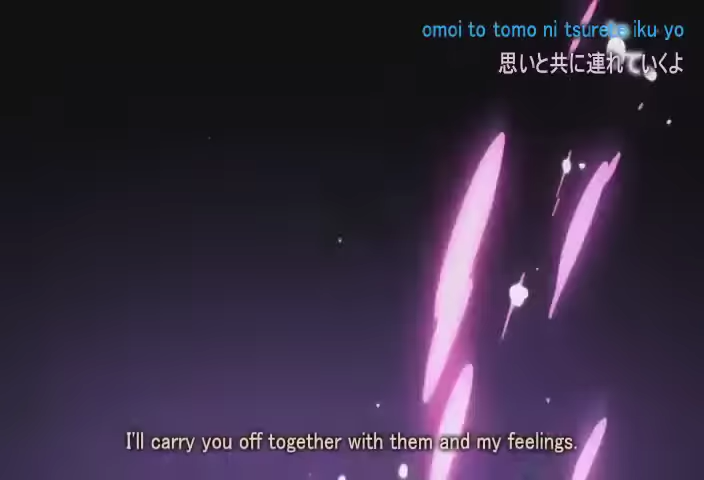 omoi to tomo ni tsurete iku yo
思いと共に連れていくよ
I'll carry you off together with them and my feelings.